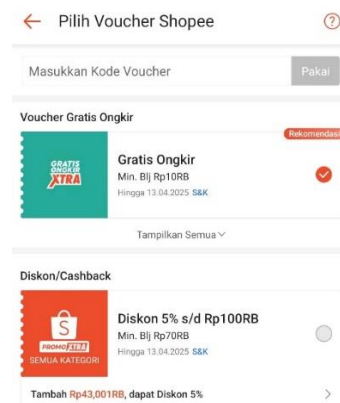 Pilih Voucher Shopee
?
Masukkan Kode Voucher Pakai
Voucher Gratis Ongkir
Rekomendasi
GRATIS
ONGKIR
XTRA
Gratis Ongkir
Min. Blj Rp10RB
Hingga 13.04.2025 S&K
Tampilkan Semua
Diskon/Cashback
S
PROMO XTRA
SEMUA KATEGORI
Diskon 5% s/d Rp100RB
Min. Blj Rp70RB
Hingga 13.04.2025 S&K
Tambah Rp43,001RB, dapat Diskon 5%